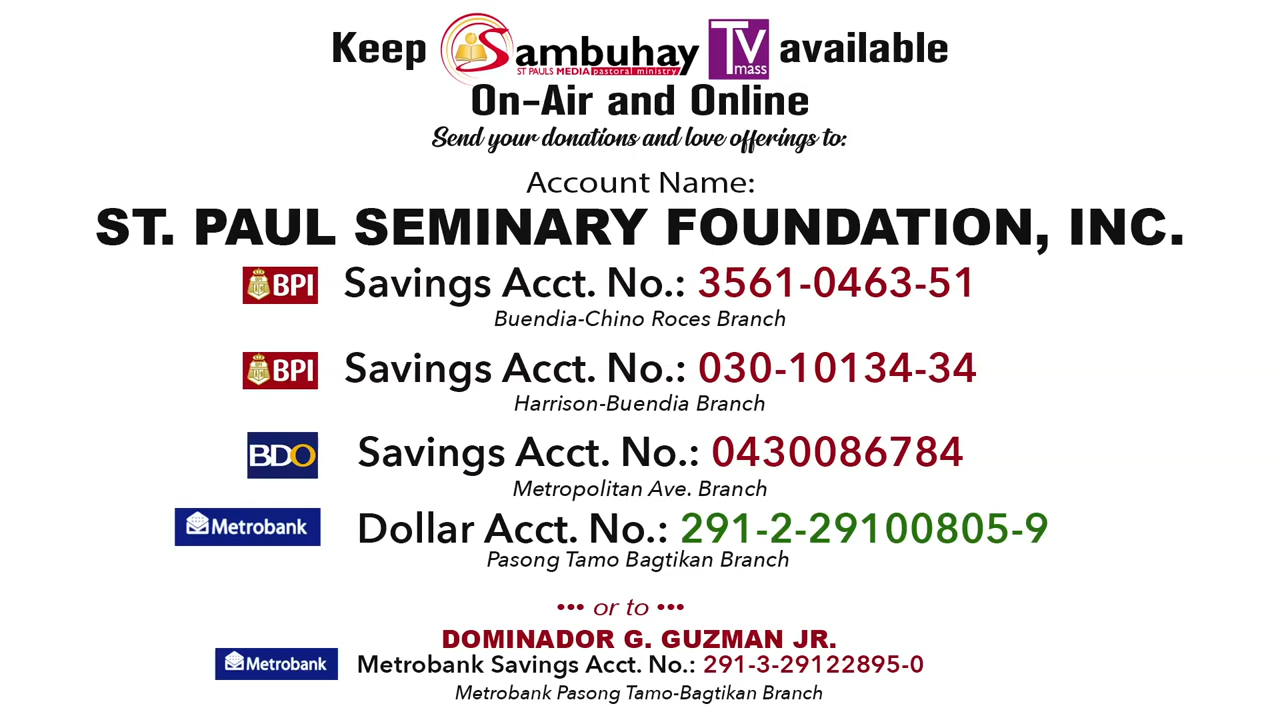 Keep Sambuhay TV mass available
ST PAULS MEDIA pastoral ministry
On-Air and Online
Send your donations and love offerings to:
Account Name:
ST. PAUL SEMINARY FOUNDATION, INC.
BPI Savings Acct. No.: 3561-0463-51
Buendia-Chino Roces Branch
BPI Savings Acct. No.: 030-10134-34
Harrison-Buendia Branch
BDO Savings Acct. No.: 0430086784
Metropolitan Ave. Branch
Metrobank Dollar Acct. No.: 291-2-29100805-9
Pasong Tamo Bagtikan Branch
••• or to •••
DOMINADOR G. GUZMAN JR.
Metrobank Metrobank Savings Acct. No.: 291-3-29122895-0
Metrobank Pasong Tamo-Bagtikan Branch